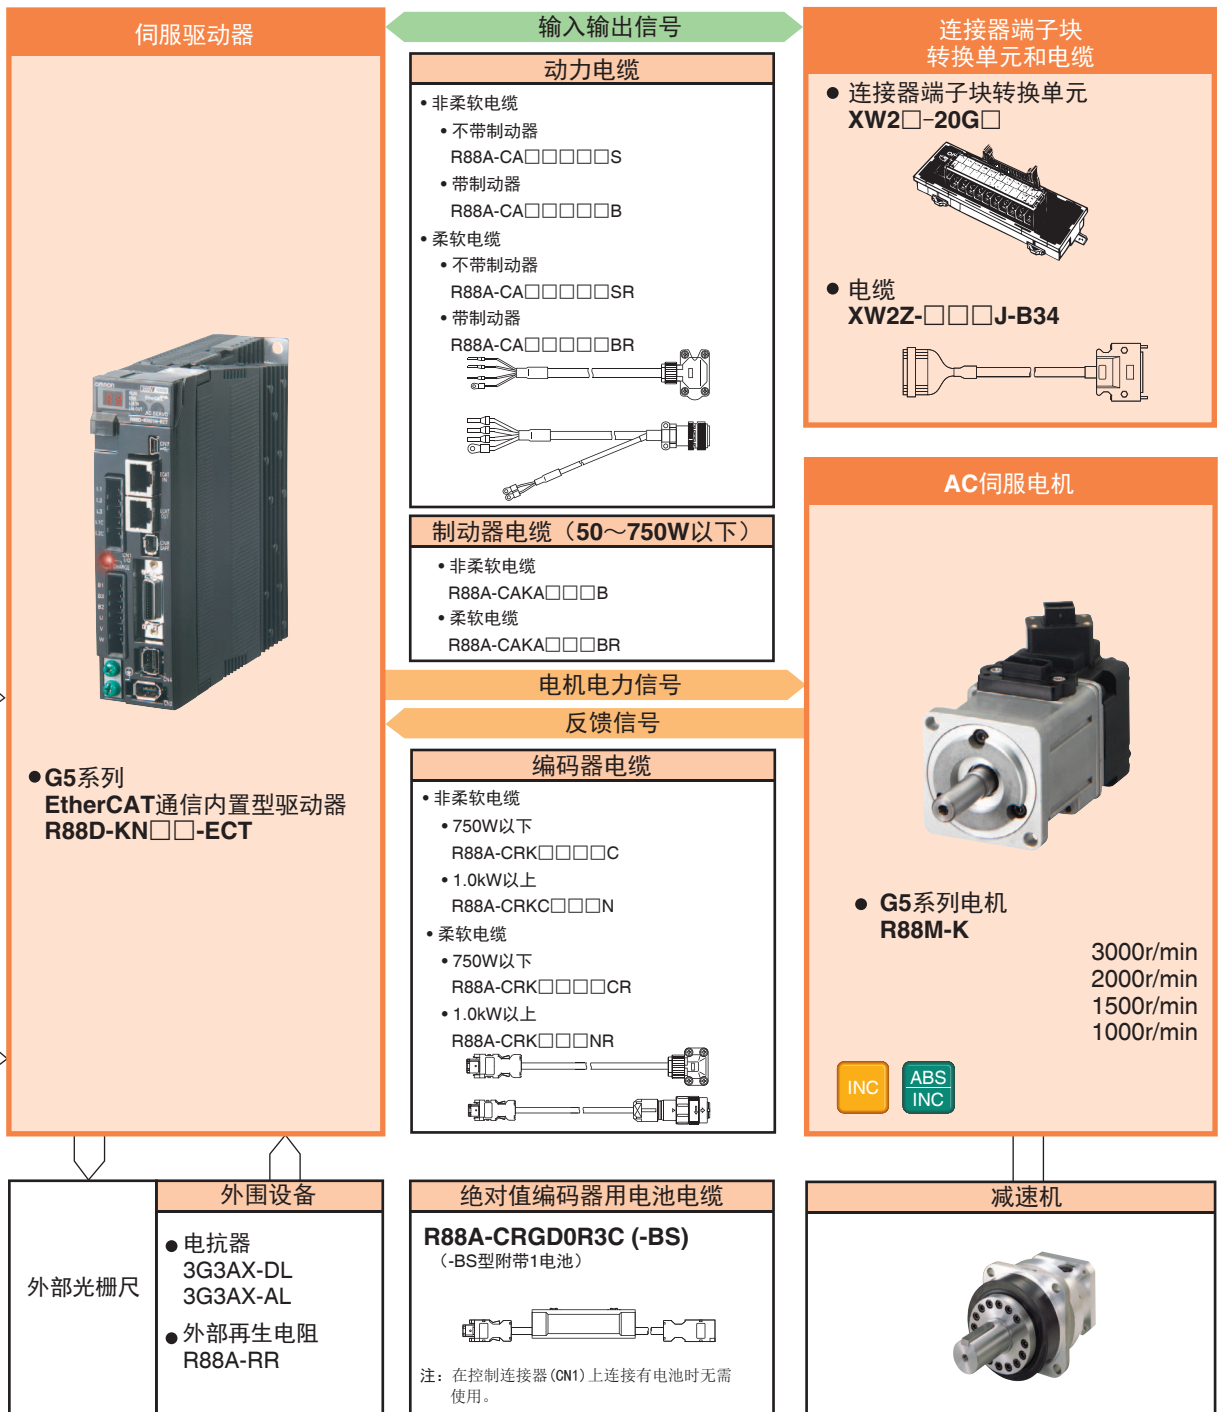 伺服驱动器
●G5系列
EtherCAT通信内置型驱动器
R88D-KN□□-ECT
输入输出信号
动力电缆
•非柔软电缆
•不带制动器
R88A-CA□□□□□S
•带制动器
R88A-CA□□□□□B
•柔软电缆
•不带制动器
R88A-CA□□□□□SR
•带制动器
R88A-CA□□□□□BR
制动器电缆（50～750W以下）
•非柔软电缆
R88A-CAKA□□□B
•柔软电缆
R88A-CAKA□□□BR
电机电力信号
反馈信号
编码器电缆
•非柔软电缆
•750W以下
R88A-CRK□□□□C
•1.0kW以上
R88A-CRKC□□□N
•柔软电缆
•750W以下
R88A-CRK□□□□CR
•1.0kW以上
R88A-CRK□□□NR
连接器端子块
转换单元和电缆
● 连接器端子块转换单元
XW2□-20G□
● 电缆
XW2Z-□□□J-B34
AC伺服电机
● G5系列电机
R88M-K
3000r/min
2000r/min
1500r/min
1000r/min
INC
ABS
INC
外部光栅尺
外围设备
●电抗器
3G3AX-DL
3G3AX-AL
●外部再生电阻
R88A-RR
绝对值编码器用电池电缆
R88A-CRGD0R3C (-BS)
（-BS型附带1电池）
注：在控制连接器(CN1)上连接有电池时无需
使用。
减速机